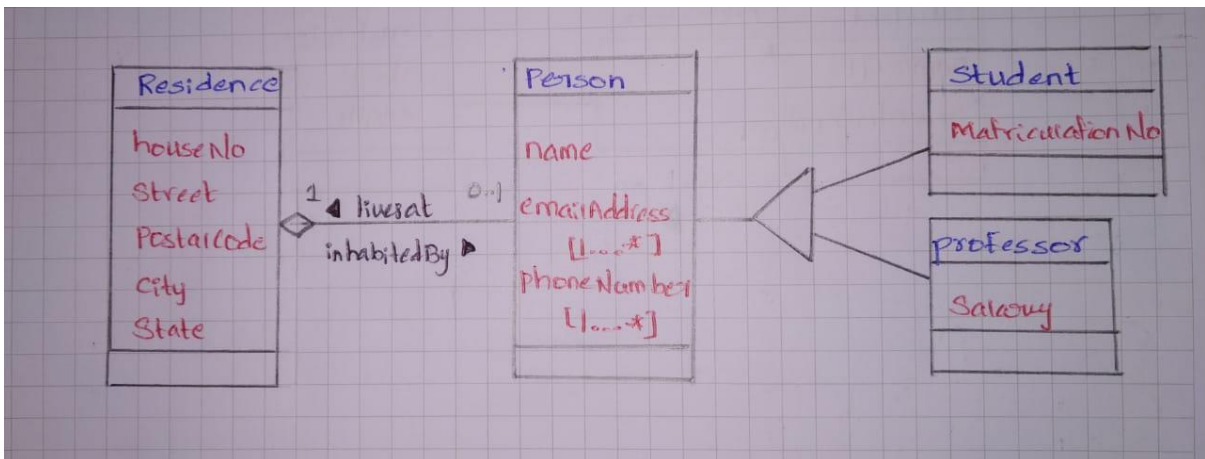 Residence
houseNo
Street
PostalCode
City
State
1
◀ livesat
0..1
inhabitedBy ▶
Person
name
emailAddress
[1....*]
phoneNumber
[1....*]
Student
MatriculationNo
professor
Salary